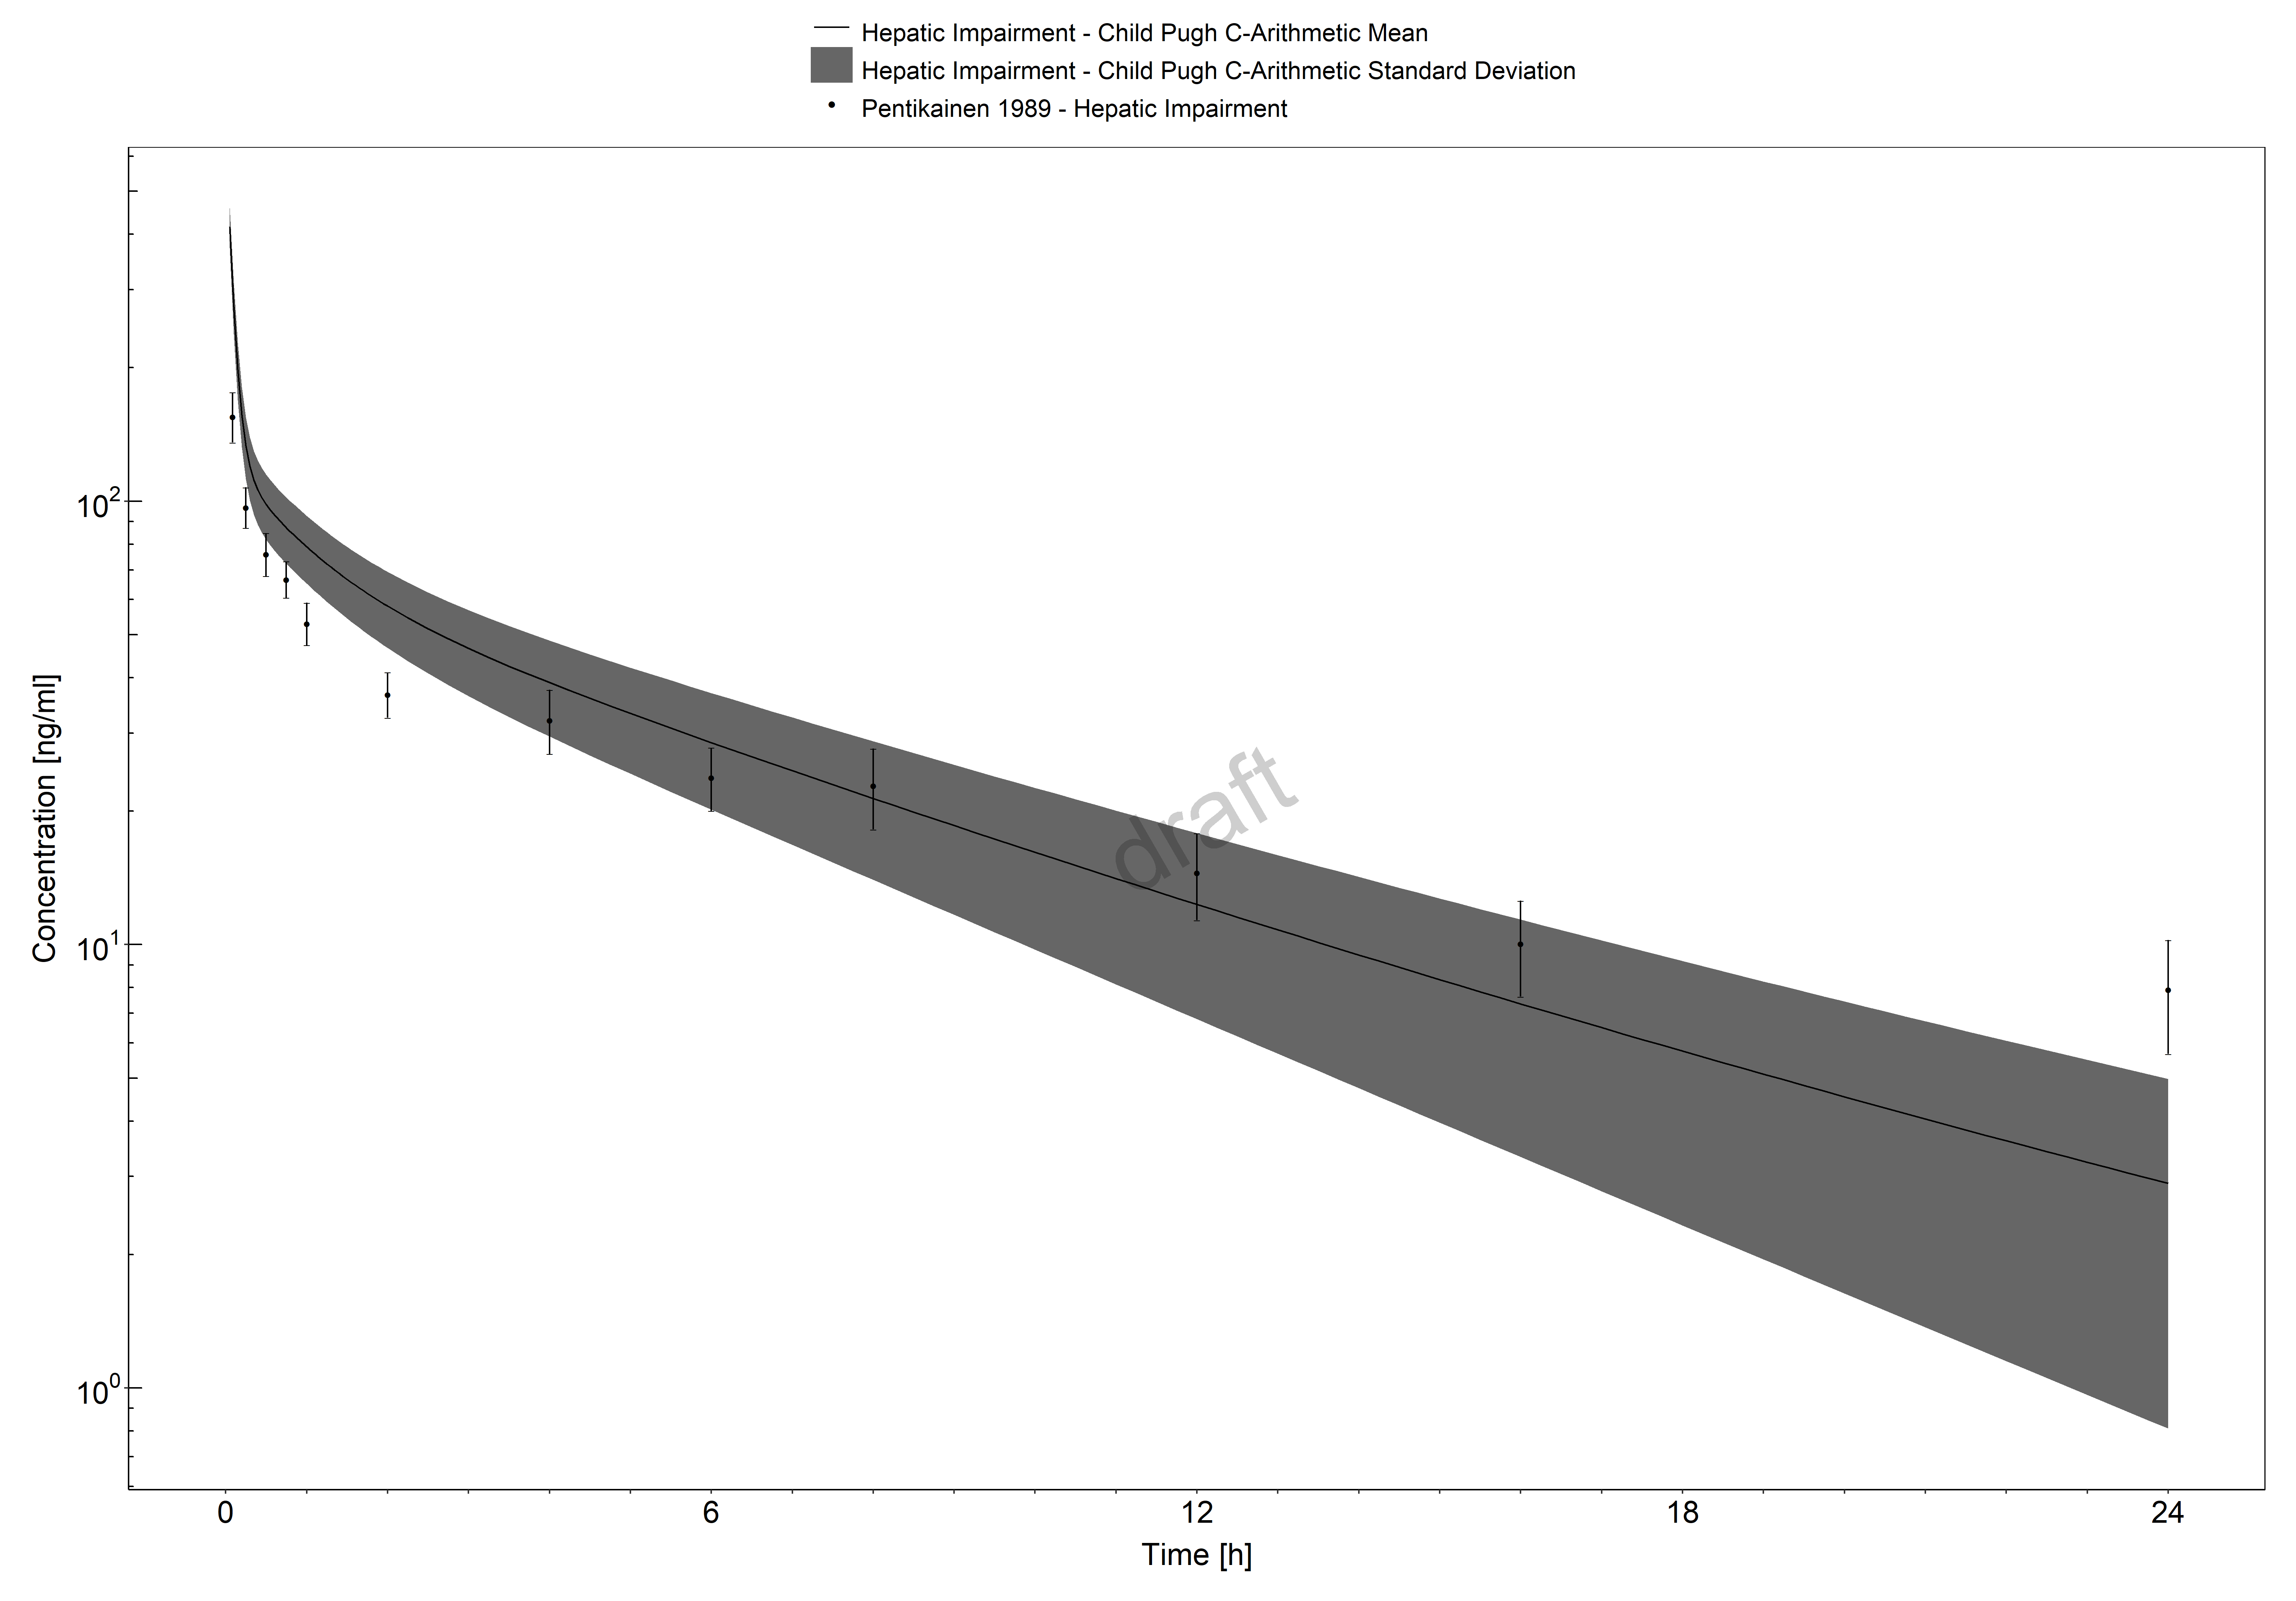 Hepatic Impairment - Child Pugh C-Arithmetic Mean
Hepatic Impairment - Child Pugh C-Arithmetic Standard Deviation
Pentikainen 1989 - Hepatic Impairment
10²
10¹
10⁰
Concentration [ng/ml]
draft
0 6 12 18 24
Time [h]